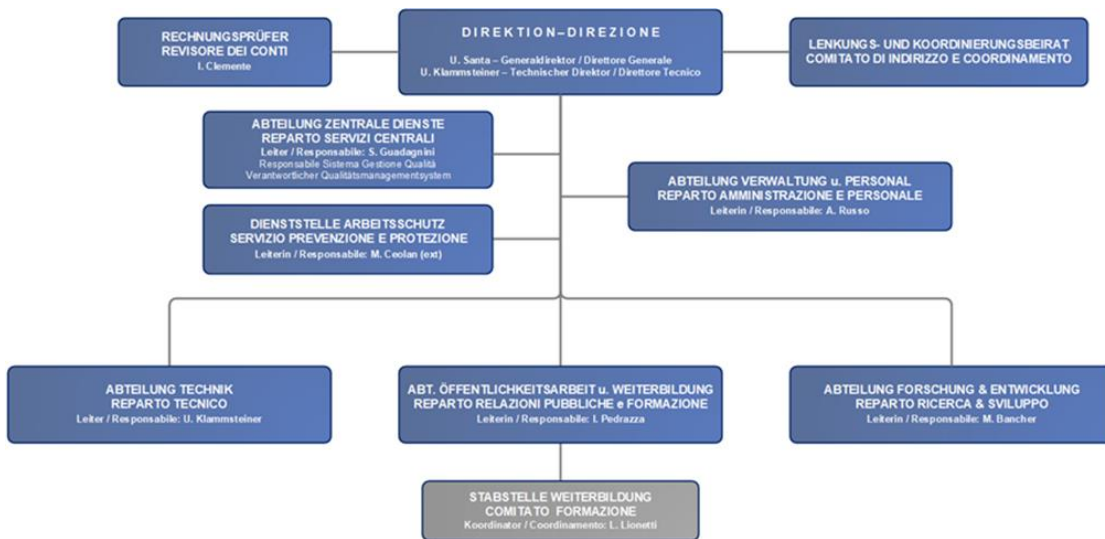 RECHNUNGSPRÜFER
REVISORE DEI CONTI
I. Clemente
DIREKTION–DIREZIONE
U. Santa – Generaldirektor / Direttore Generale
U. Klammsteiner – Technischer Direktor / Direttore Tecnico
LENKUNGS- UND KOORDINIERUNGSBEIRAT
COMITATO DI INDIRIZZO E COORDINAMENTO
ABTEILUNG ZENTRALE DIENSTE
REPARTO SERVIZI CENTRALI
Leiter / Responsabile: S. Guadagnini
Responsabile Sistema Gestione Qualità
Verantwortlicher Qualitätsmanagementsystem
ABTEILUNG VERWALTUNG u. PERSONAL
REPARTO AMMINISTRAZIONE E PERSONALE
Leiterin / Responsabile: A. Russo
DIENSTSTELLE ARBEITSSCHUTZ
SERVIZIO PREVENZIONE E PROTEZIONE
Leiterin / Responsabile: M. Ceolan (ext)
ABTEILUNG TECHNIK
REPARTO TECNICO
Leiter / Responsabile: U. Klammsteiner
ABT. ÖFFENTLICHKEITSARBEIT u. WEITERBILDUNG
REPARTO RELAZIONI PUBBLICHE e FORMAZIONE
Leiterin / Responsabile: I. Pedrazza
ABTEILUNG FORSCHUNG & ENTWICKLUNG
REPARTO RICERCA & SVILUPPO
Leiterin / Responsabile: M. Bancher
STABSTELLE WEITERBILDUNG
COMITATO FORMAZIONE
Koordinator / Coordinamento: L. Lionetti